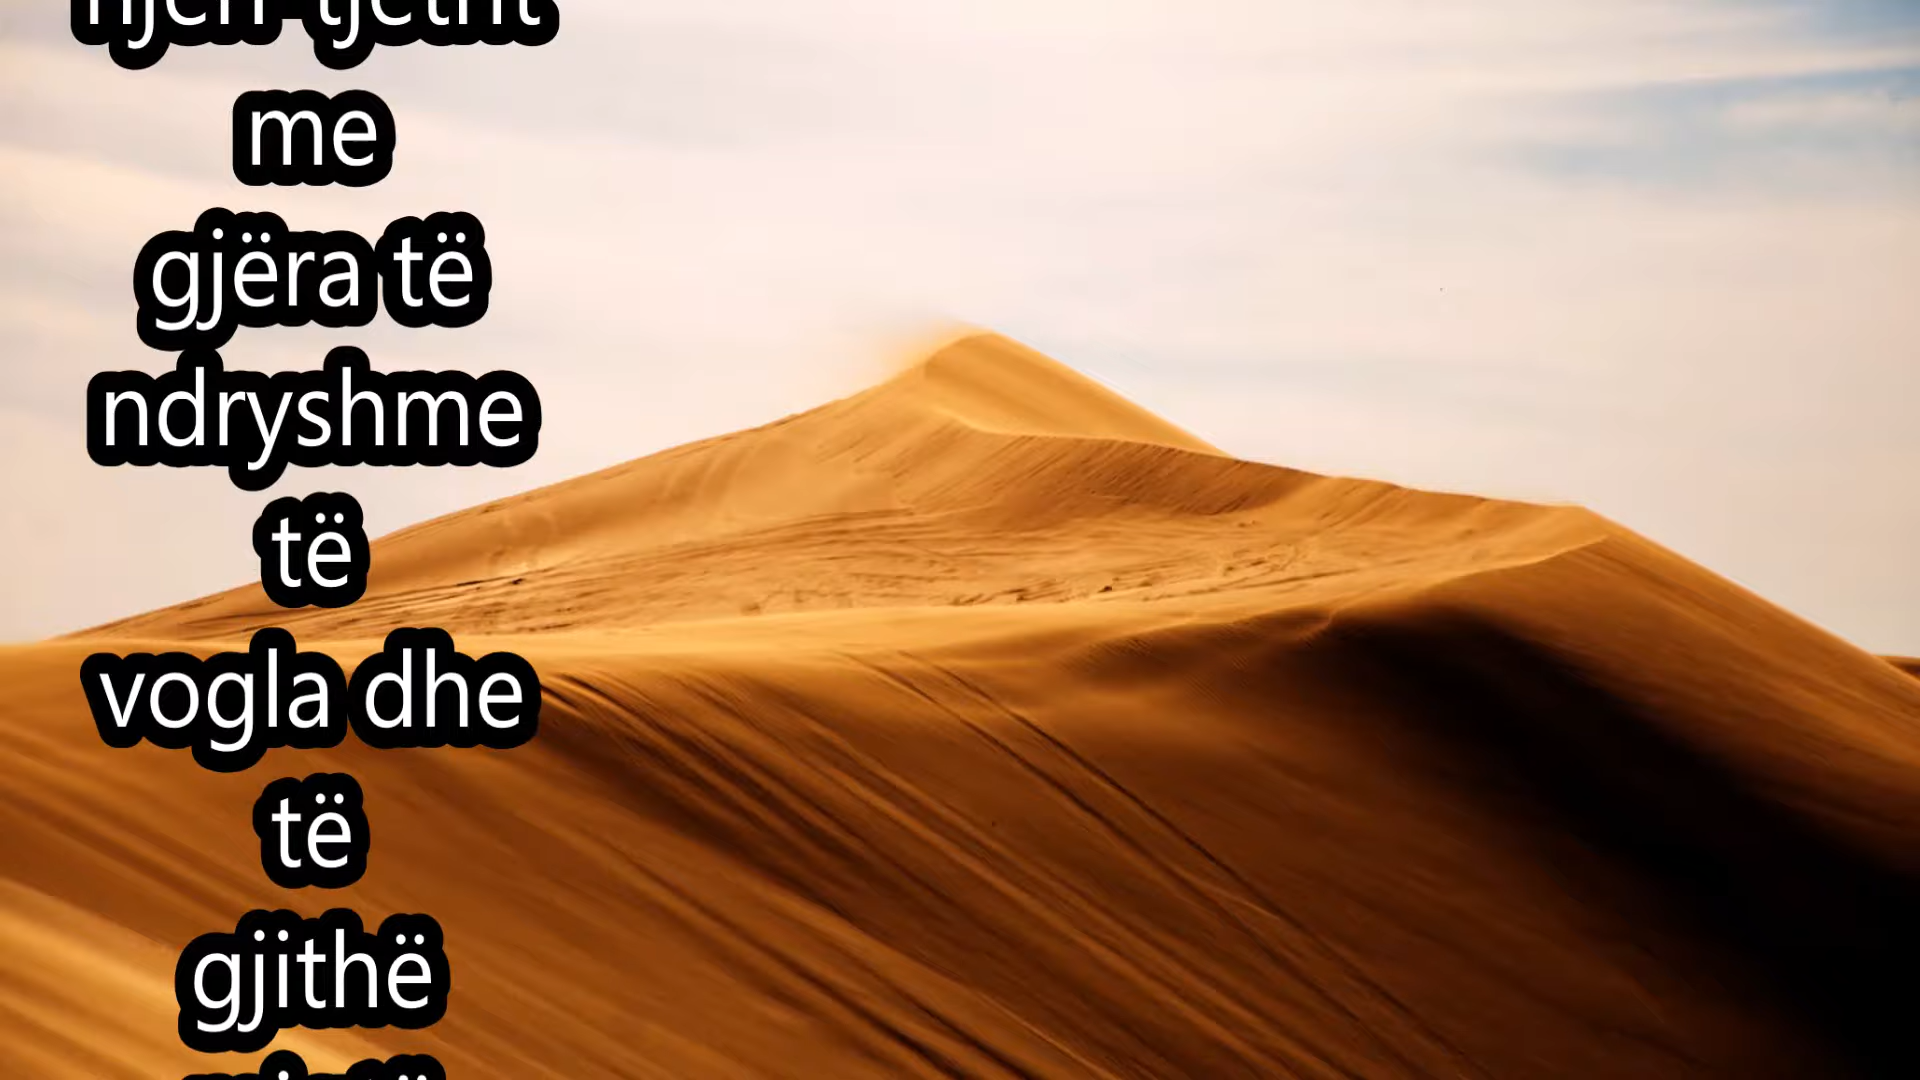 me
gjëra të
ndryshme
të
vogla dhe
të
gjithë